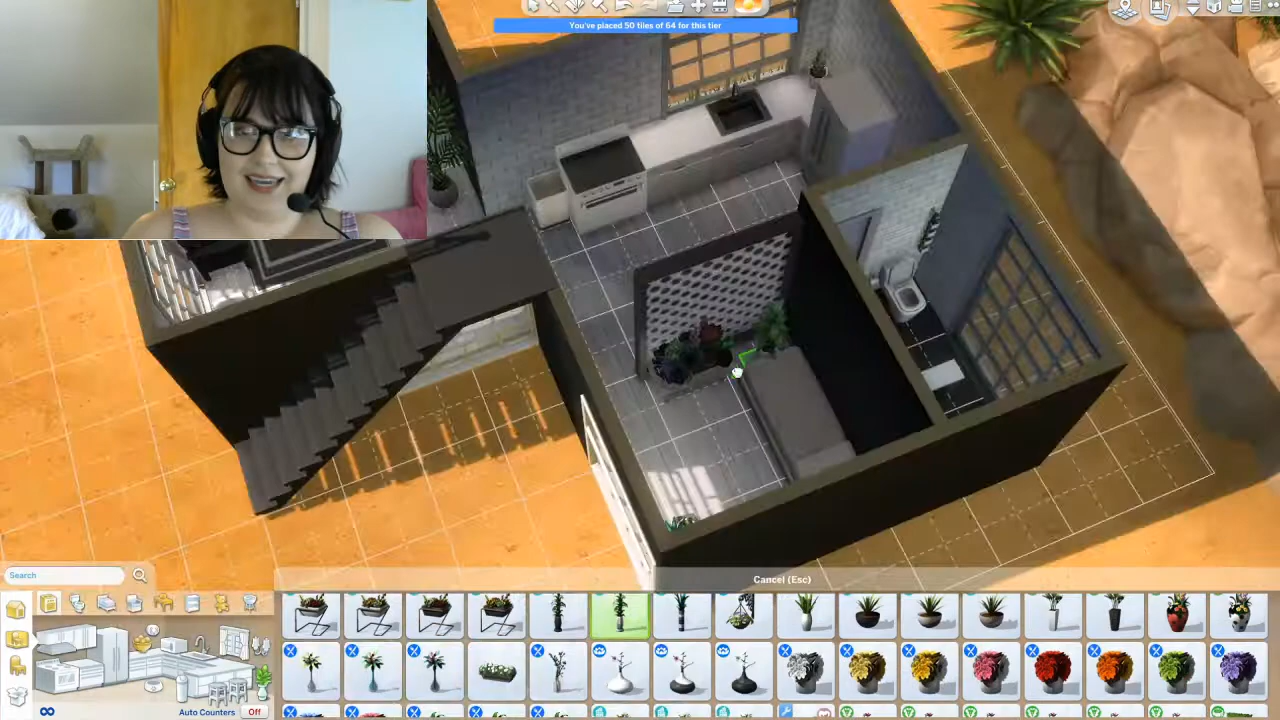 You've placed 50 tiles of 64 for this tier
Cancel (Esc)
Search
Auto Counters Off